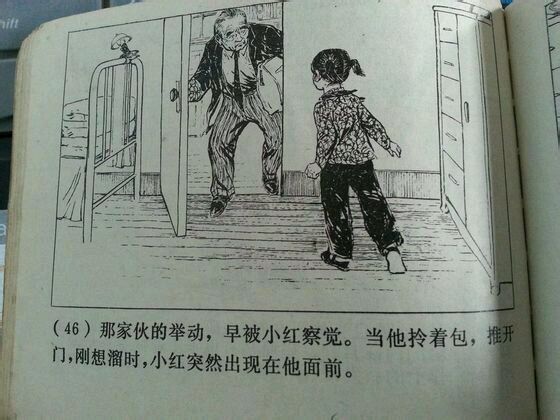 shift
(46) 那家伙的举动，早被小红察觉。当他拎着包，推开
门，刚想溜时，小红突然出现在他面前。